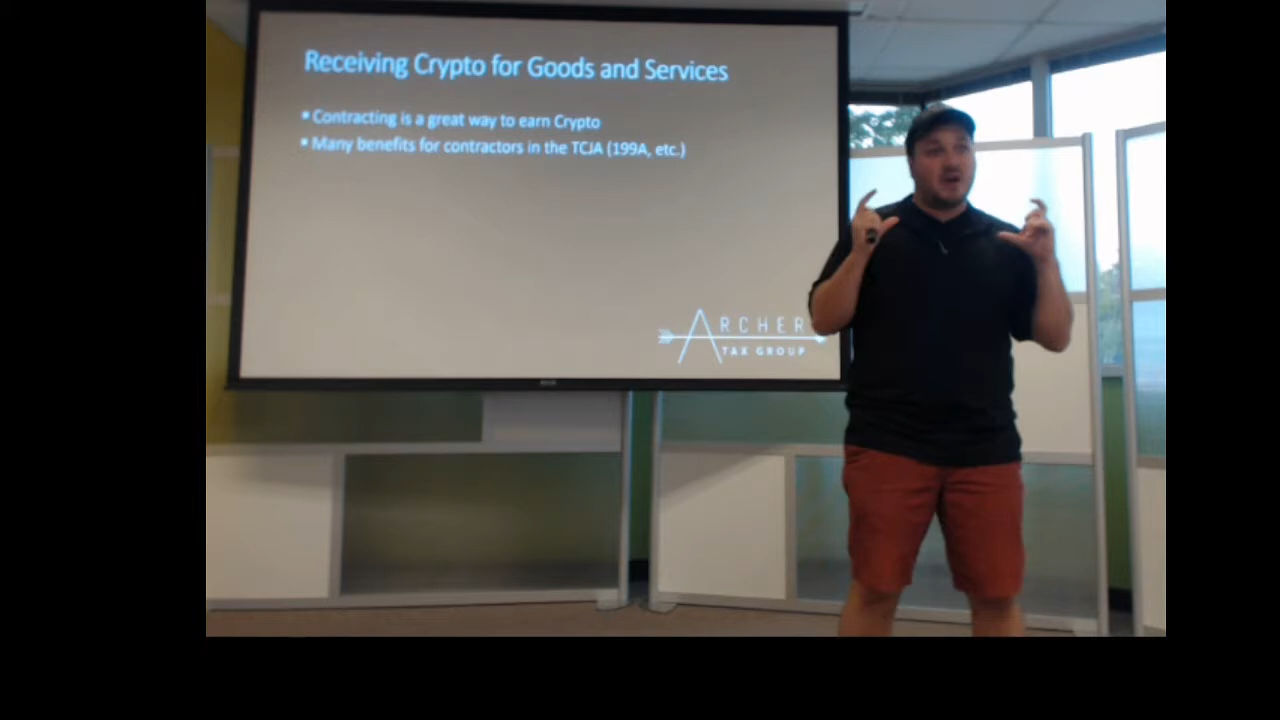 Receiving Crypto for Goods and Services
▪ Contracting is a great way to earn Crypto
▪ Many benefits for contractors in the TCJA (199A, etc.)
ARCHER
TAX GROUP